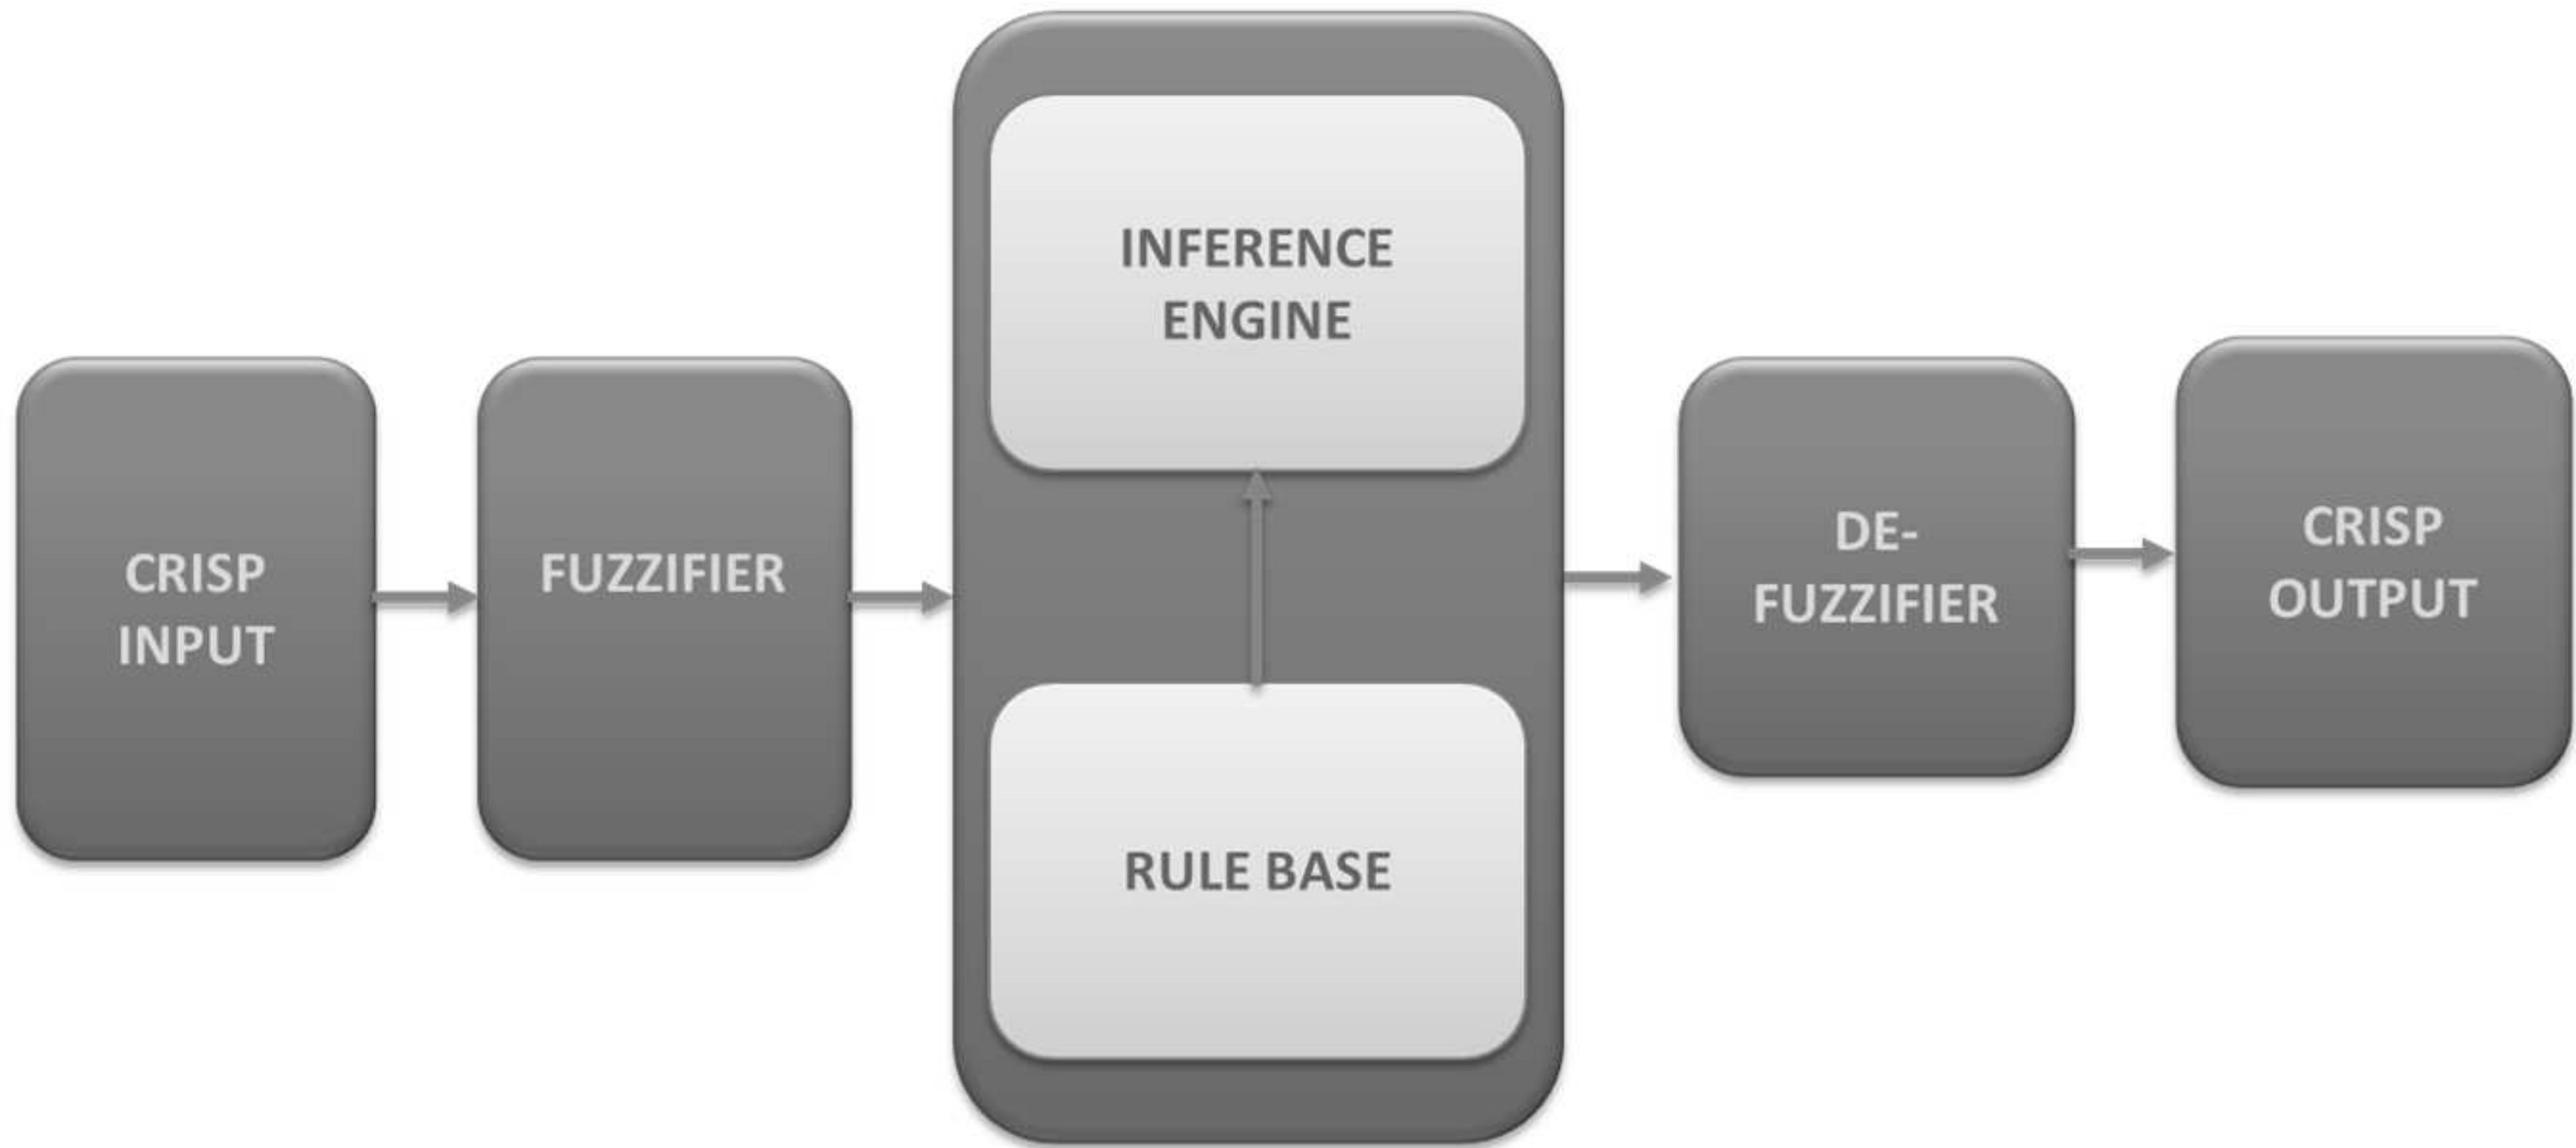 CRISP
INPUT
FUZZIFIER
INFERENCE
ENGINE
RULE BASE
DE-
FUZZIFIER
CRISP
OUTPUT